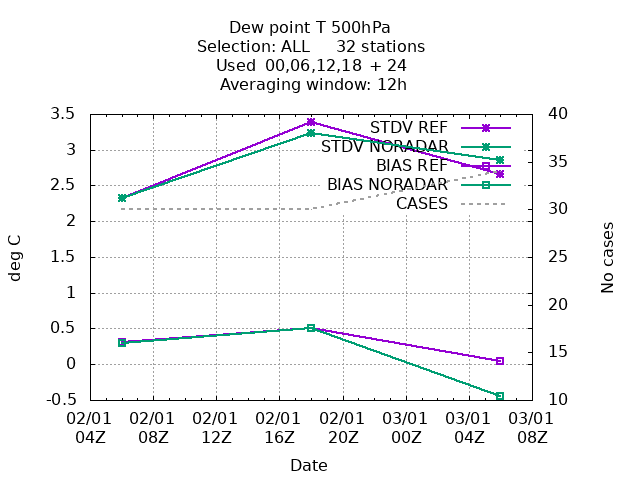 Dew point T 500hPa
Selection: ALL 32 stations
Used 00,06,12,18 + 24
Averaging window: 12h
3.5
3
2.5
2
1.5
1
0.5
0
-0.5
deg C
40
35
30
25
20
15
10
No cases
STDV REF
STDV NORADAR
BIAS REF
BIAS NORADAR
CASES
02/01 02/01 02/01 02/01 02/01 03/01 03/01 03/01
04Z 08Z 12Z 16Z 20Z 00Z 04Z 08Z
Date